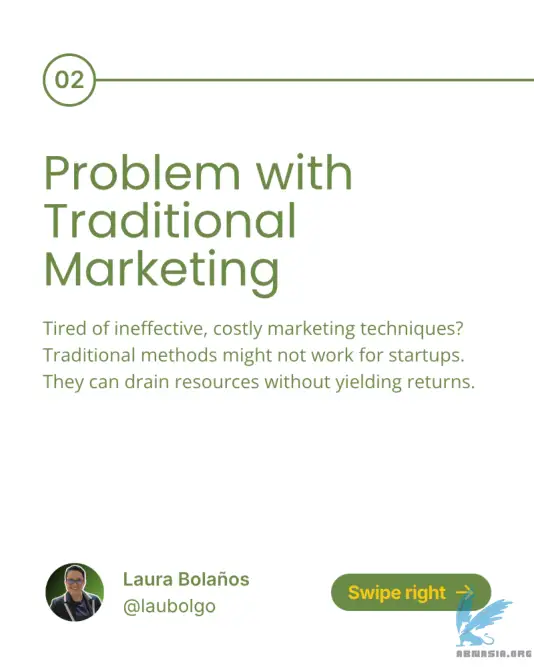 02
Problem with
Traditional
Marketing
Tired of ineffective, costly marketing techniques?
Traditional methods might not work for startups.
They can drain resources without yielding returns.
Laura Bolaños
@laubolgo
Swipe right →
ABNASIA.ORG